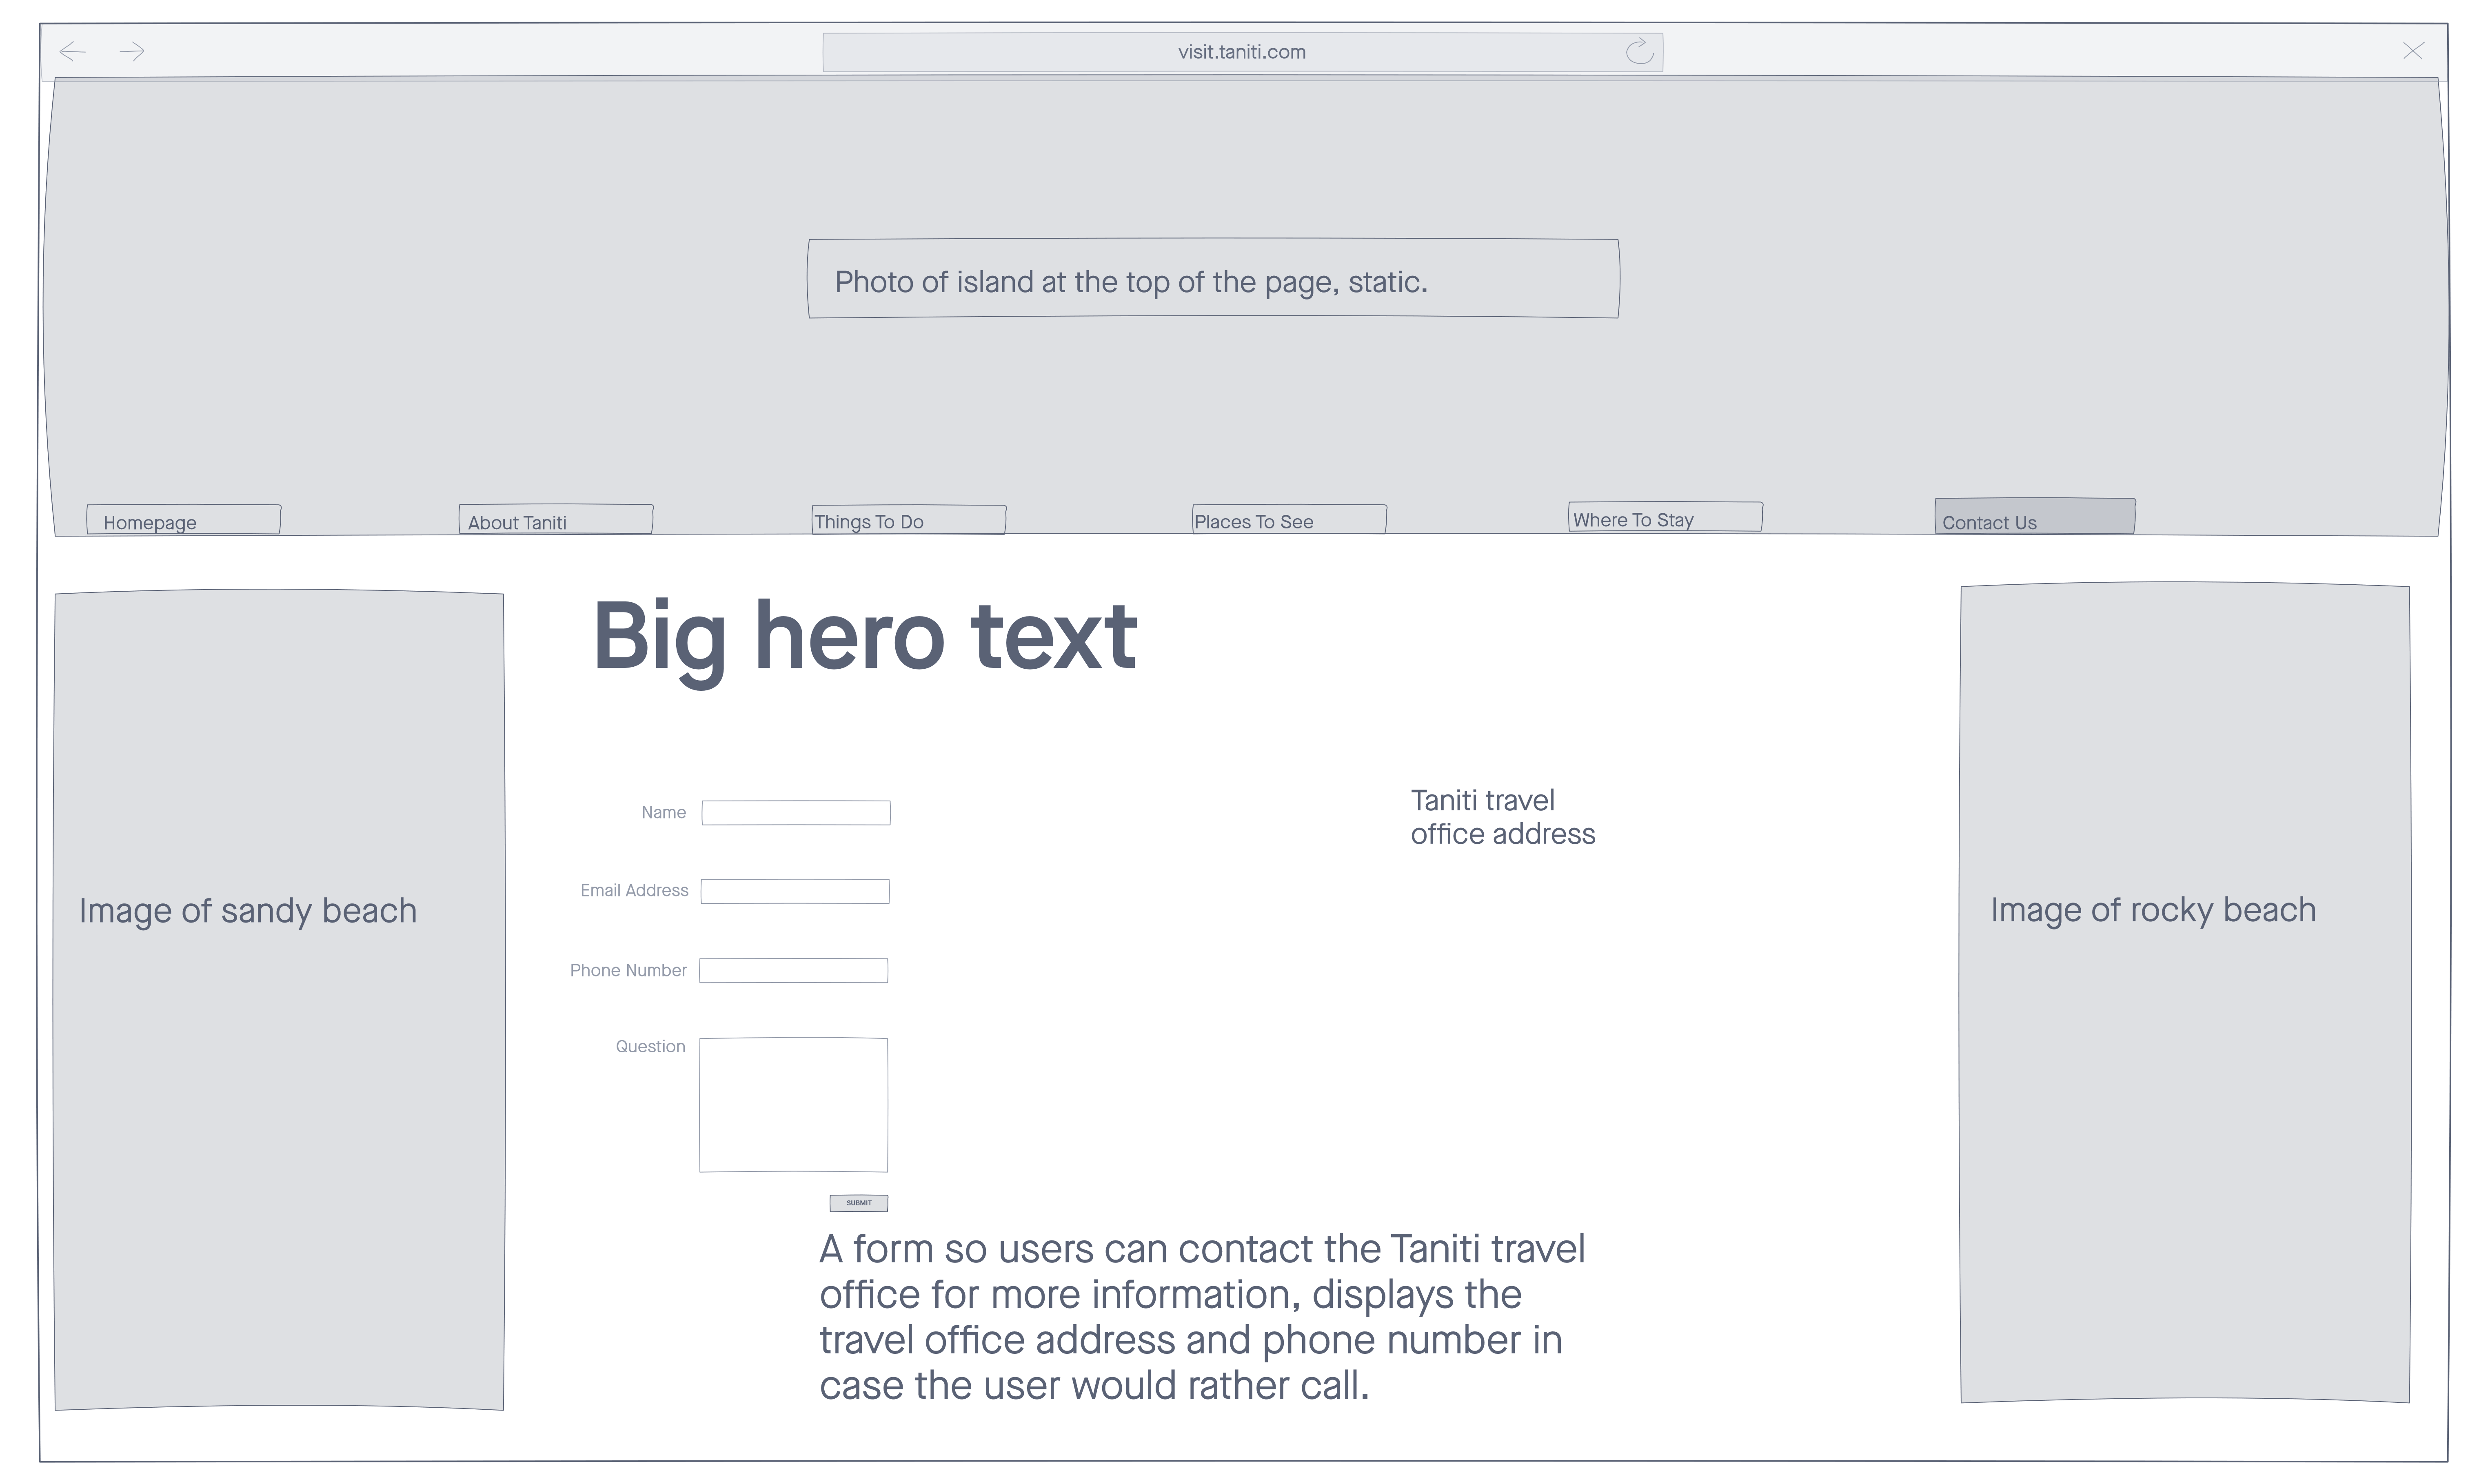 visit.taniti.com
Photo of island at the top of the page, static.
Homepage
About Taniti
Things To Do
Places To See
Where To Stay
Contact Us
Big hero text
Image of sandy beach
Name
Email Address
Phone Number
Question
SUBMIT
Taniti travel
office address
Image of rocky beach
A form so users can contact the Taniti travel
office for more information, displays the
travel office address and phone number in
case the user would rather call.